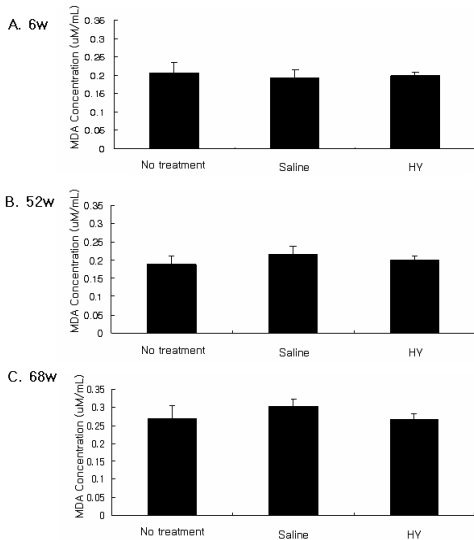 A. 6w
MDA Concentration (uM/mL)
0.35
0.3
0.25
0.2
0.15
0.1
0.05
0
No treatment Saline HY
B. 52w
MDA Concentration (uM/mL)
0.35
0.3
0.25
0.2
0.15
0.1
0.05
0
No treatment Saline HY
C. 68w
MDA Concentration (uM/mL)
0.35
0.3
0.25
0.2
0.15
0.1
0.05
0
No treatment Saline HY